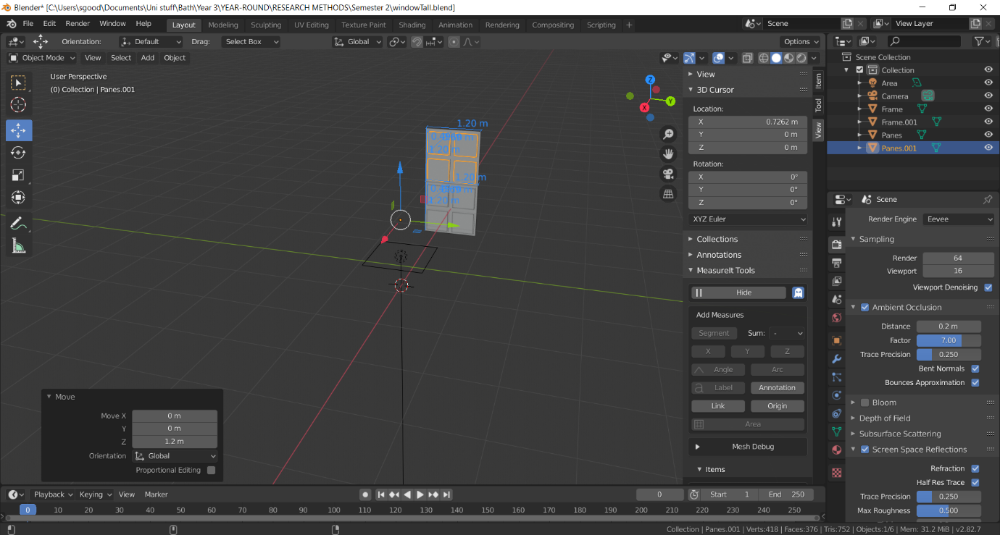 Blender* [C:\Users\sgood\Documents\Uni stuff\Bath\Year 3\YEAR-ROUND\RESEARCH METHODS\Semester 2\windowTall.blend]
File Edit Render Window Help Layout Modeling Sculpting UV Editing Texture Paint Shading Animation Rendering Compositing Scripting + Scene View Layer
Orientation: Default Drag: Select Box Global Options
Object Mode View Select Add Object
User Perspective
(0) Collection | Panes.001
Z
Y
X
1.20 m
1.20 m
1.20 m
1.20 m
Move
Move X 0 m
Y 0 m
Z 1.2 m
Orientation Global
Proportional Editing
View
3D Cursor
Location:
X 0.7262 m
Y 0 m
Z 0 m
Rotation:
X 0°
Y 0°
Z 0°
XYZ Euler
Collections
Annotations
MeasureIt Tools
Hide
Add Measures
Segment Sum: -
X Y Z
Angle Arc
Label Annotation
Link Origin
Area
Mesh Debug
Items
Item
Tool
View
Scene Collection
Collection
Area
Camera
Frame
Frame.001
Panes
Panes.001
Scene
Render Engine Eevee
Sampling
Render 64
Viewport 16
Viewport Denoising
Ambient Occlusion
Distance 0.2 m
Factor 7.00
Trace Precision 0.250
Bent Normals
Bounces Approximation
Bloom
Depth of Field
Subsurface Scattering
Screen Space Reflections
Refraction
Half Res Trace
Trace Precision 0.250
Max Roughness 0.500
Playback Keying View Marker 0 Start 1 End 250
0 10 20 30 40 50 60 70 80 90 100 110 120 130 140 150 160 170 180 190 200 210 220 230 240 250
Collection | Panes.001 | Verts:418 | Faces:376 | Tris:752 | Objects:1/6 | Mem: 31.2 MiB | v2.82.7